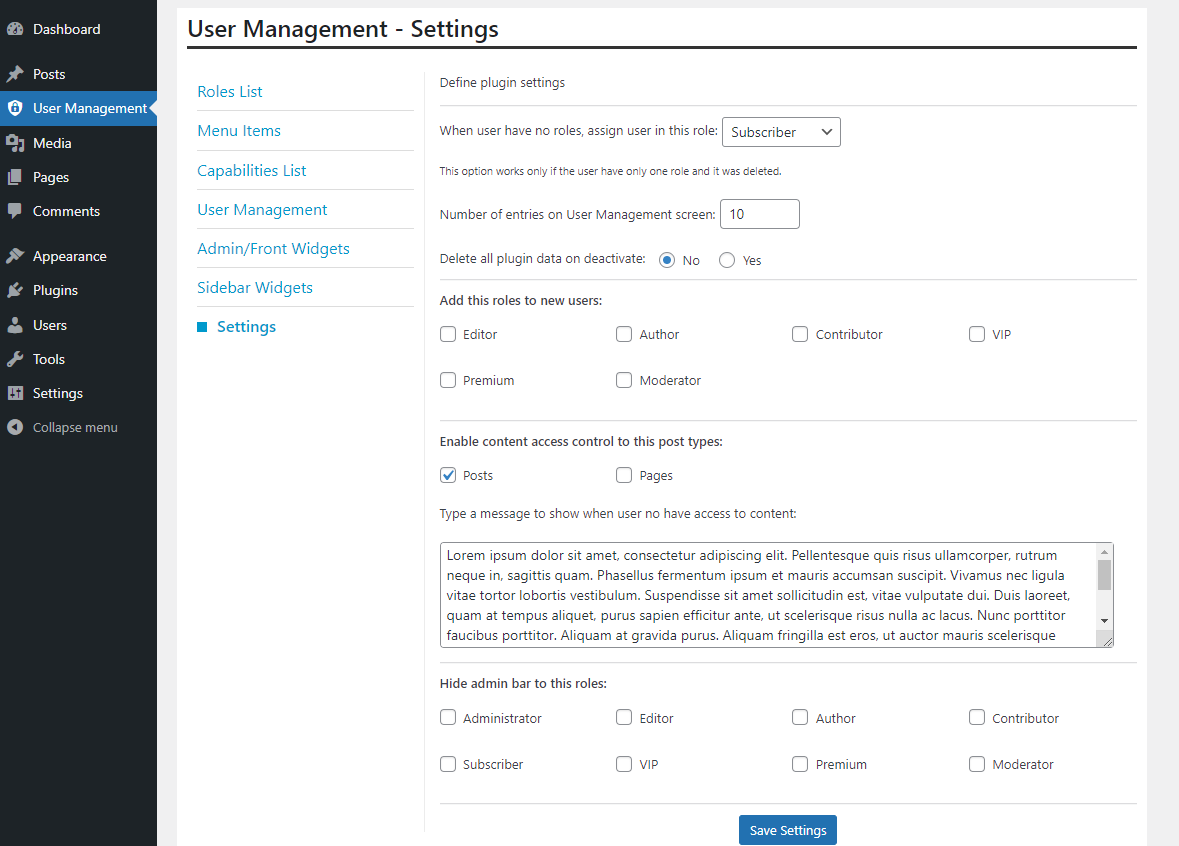 User Management - Settings
Dashboard
Posts
User Management
Media
Pages
Comments
Appearance
Plugins
Users
Tools
Settings
Collapse menu
Roles List
Menu Items
Capabilities List
User Management
Admin/Front Widgets
Sidebar Widgets
Settings
Define plugin settings
When user have no roles, assign user in this role: Subscriber
This option works only if the user have only one role and it was deleted.
Number of entries on User Management screen: 10
Delete all plugin data on deactivate: No Yes
Add this roles to new users:
Editor Author Contributor VIP
Premium Moderator
Enable content access control to this post types:
Posts Pages
Type a message to show when user no have access to content:
Lorem ipsum dolor sit amet, consectetur adipiscing elit. Pellentesque quis risus ullamcorper, rutrum
neque in, sagittis quam. Phasellus fermentum ipsum et mauris accumsan suscipit. Vivamus nec ligula
vitae tortor lobortis vestibulum. Suspendisse sit amet sollicitudin est, vitae vulputate dui. Duis laoreet,
quam at tempus aliquet, purus sapien efficitur ante, ut scelerisque risus nulla ac lacus. Nunc porttitor
faucibus porttitor. Aliquam at gravida purus. Aliquam fringilla est eros, ut auctor mauris scelerisque
Hide admin bar to this roles:
Administrator Editor Author Contributor
Subscriber VIP Premium Moderator
Save Settings